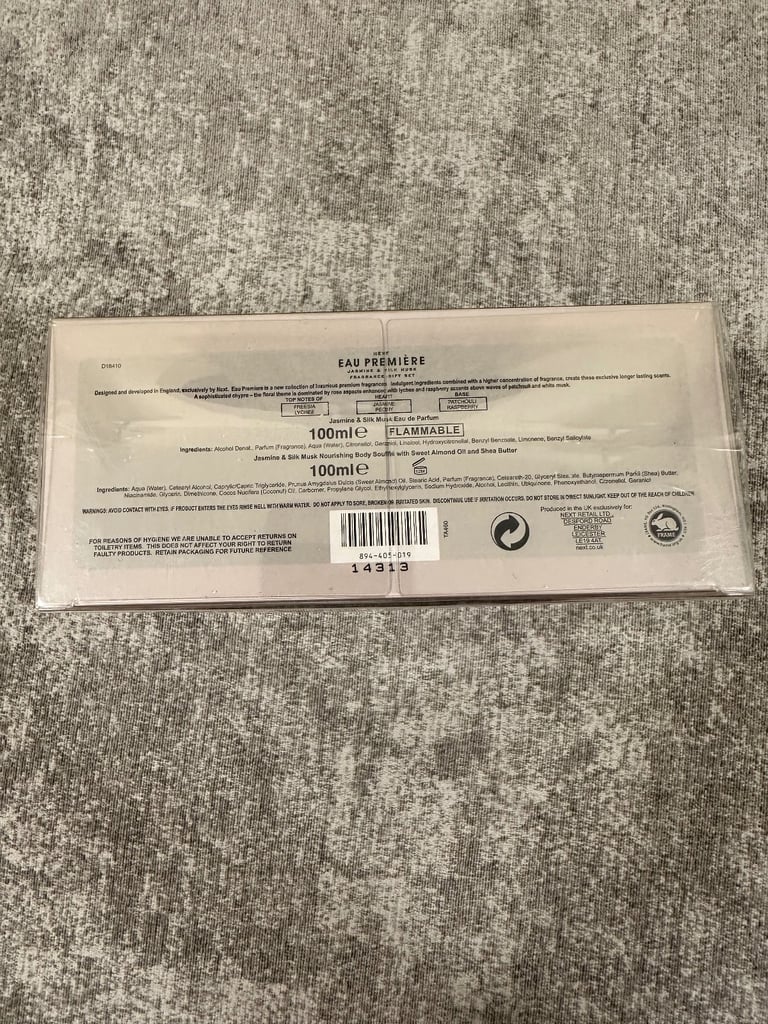 D18410
NEXT
EAU PREMIÈRE
JASMINE & SILK MUSK
FRAGRANCE GIFT SET
Designed and developed in England, exclusively by Next. Eau Premiere is a new collection of luxurious premium fragrances. Indulgent ingredients combined with a higher concentration of fragrance, create these exclusive longer lasting scents.
A sophisticated chypre – the floral theme is dominated by rose aspects enhanced with lychee and raspberry accents above waves of patchouli and white musk.
TOP NOTES OF HEART BASE
FREESIA JASMINE PATCHOULI
LYCHEE PEONY RASPBERRY
Jasmine & Silk Musk Eau de Parfum
100ml e FLAMMABLE
Ingredients: Alcohol Denat., Parfum (Fragrance), Aqua (Water), Citronellol, Geraniol, Linalool, Hydroxycitronellal, Benzyl Benzoate, Limonene, Benzyl Salicylate
Jasmine & Silk Musk Nourishing Body Soufflé with Sweet Almond Oil and Shea Butter
100ml e 12M
Ingredients: Aqua (Water), Cetearyl Alcohol, Caprylic/Capric Triglyceride, Prunus Amygdalus Dulcis (Sweet Almond) Oil, Stearic Acid, Parfum (Fragrance), Ceteareth-20, Glyceryl Stearate, Butyrospermum Parkii (Shea) Butter,
Niacinamide, Glycerin, Dimethicone, Cocos Nucifera (Coconut) Oil, Carbomer, Propylene Glycol, Ethylhexylglycerin, Sodium Hydroxide, Alcohol, Lecithin, Ubiquinone, Phenoxyethanol, Citronellol, Geraniol
WARNINGS: AVOID CONTACT WITH EYES. IF PRODUCT ENTERS THE EYES RINSE WELL WITH WARM WATER. DO NOT APPLY TO SORE, BROKEN OR IRRITATED SKIN. DISCONTINUE USE IF IRRITATION OCCURS. DO NOT STORE IN DIRECT SUNLIGHT. KEEP OUT OF THE REACH OF CHILDREN
FOR REASONS OF HYGIENE WE ARE UNABLE TO ACCEPT RETURNS ON
TOILETRY ITEMS. THIS DOES NOT AFFECT YOUR RIGHT TO RETURN
FAULTY PRODUCTS. RETAIN PACKAGING FOR FUTURE REFERENCE
894-405-019
14313
TA460
Produced in the UK exclusively for:
NEXT RETAIL LTD
DESFORD ROAD
ENDERBY
LEICESTER
LE19 4AT.
next.co.uk
FRAME